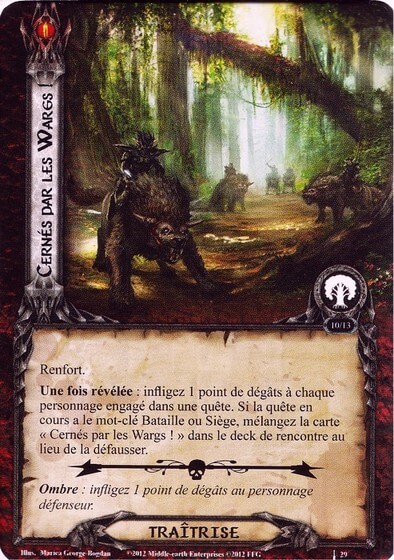 CERNÉS PAR LES WARGS !
10/13
Renfort.
Une fois révélée : infligez 1 point de dégâts à chaque
personnage engagé dans une quête. Si la quête en
cours a le mot-clé Bataille ou Siège, mélangez la carte
« Cernés par les Wargs ! » dans le deck de rencontre au
lieu de la défausser.
Ombre : infligez 1 point de dégâts au personnage
défenseur.
TRAÎTRISE
Illus. Marica George-Bogdan ©2012 Middle-earth Enterprises ©2012 FFG 29